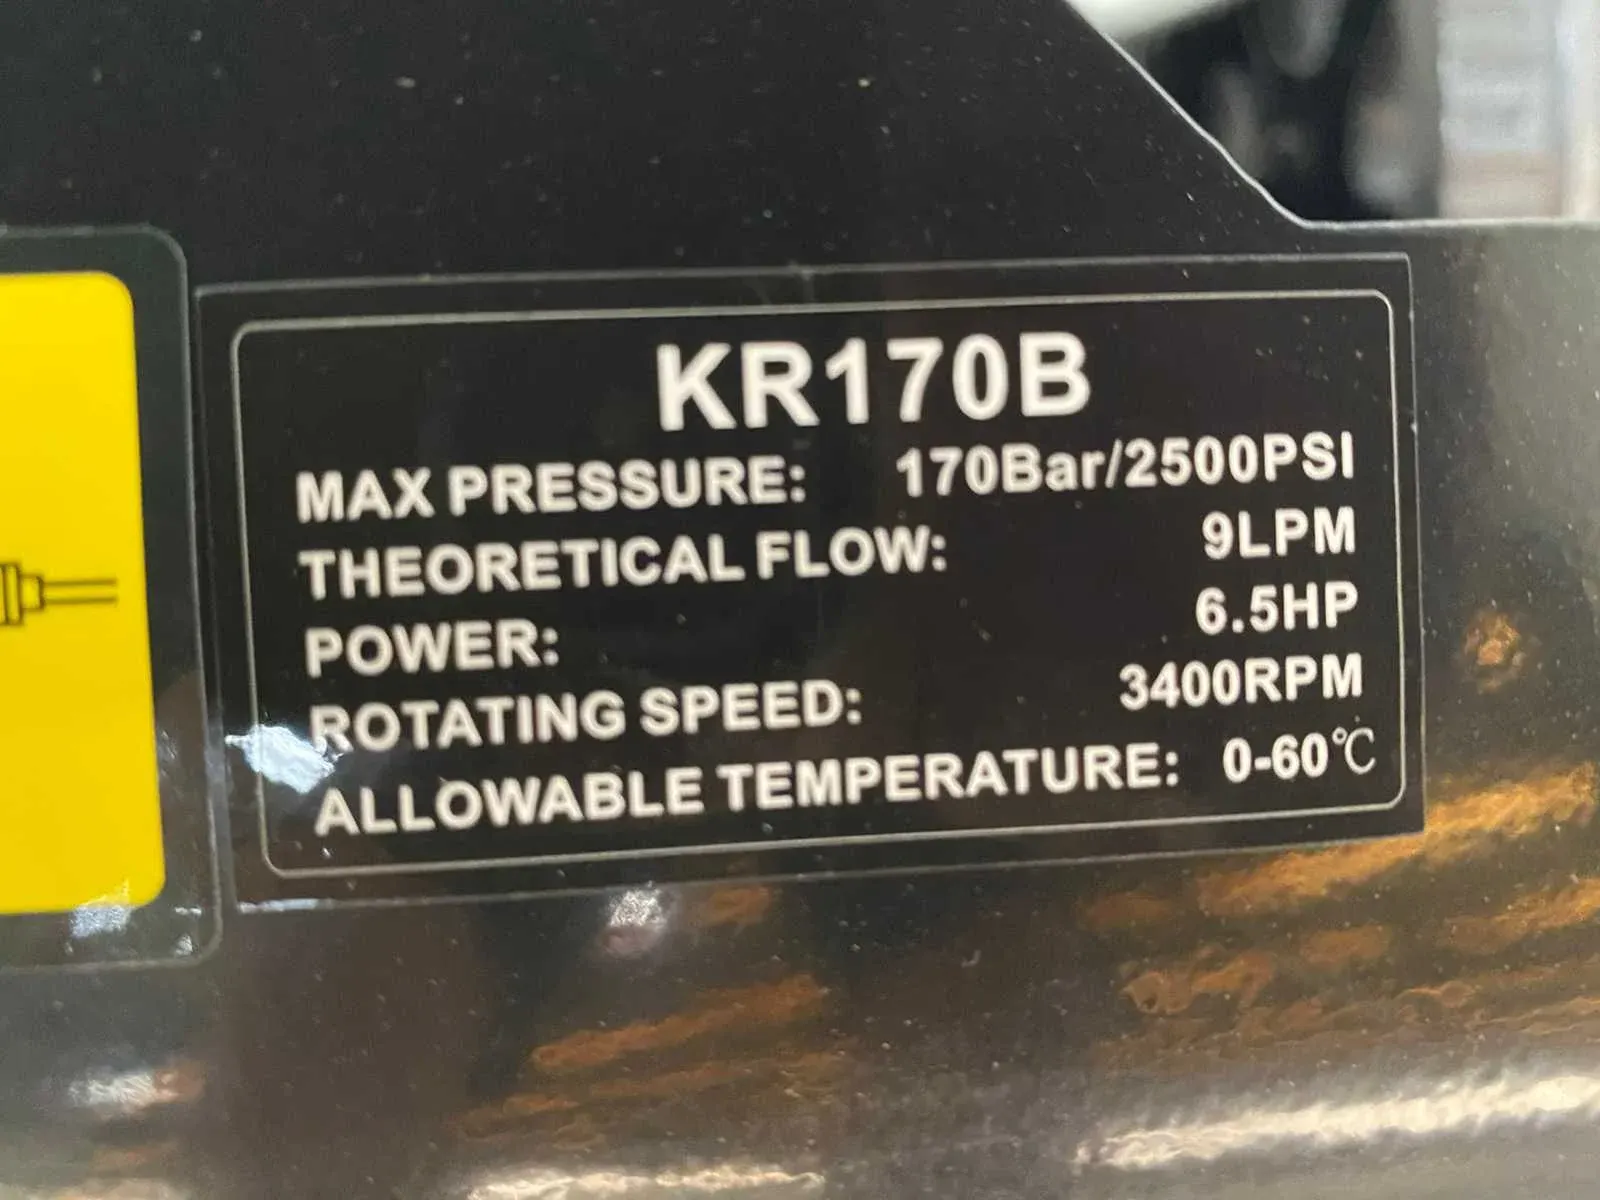 KR170B
MAX PRESSURE: 170Bar/2500PSI
THEORETICAL FLOW: 9LPM
POWER: 6.5HP
ROTATING SPEED: 3400RPM
ALLOWABLE TEMPERATURE: 0-60℃